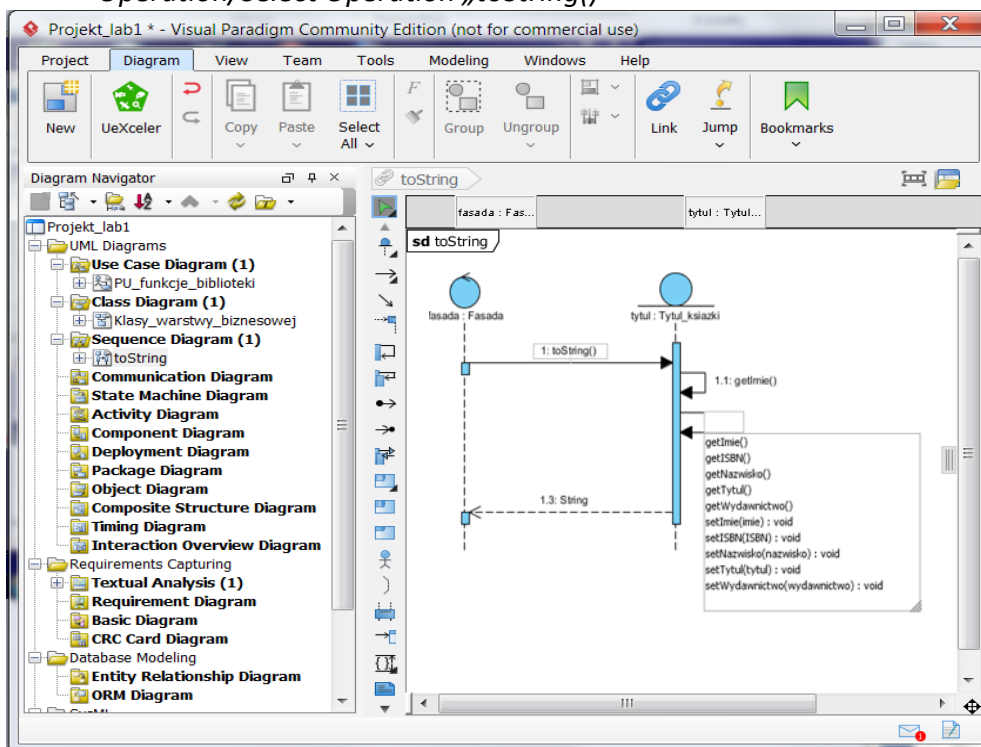 Operation/Select Operation „toString()
Projekt_lab1 * - Visual Paradigm Community Edition (not for commercial use)
Project Diagram View Team Tools Modeling Windows Help
New UeXceler Copy Paste Select All Group Ungroup Link Jump Bookmarks
Diagram Navigator
toString
fasada : Fas...
tytul : Tytul...
sd toString
Projekt_lab1
UML Diagrams
Use Case Diagram (1)
PU_funkcje_biblioteki
Class Diagram (1)
Klasy_warstwy_biznesowej
Sequence Diagram (1)
toString
Communication Diagram
State Machine Diagram
Activity Diagram
Component Diagram
Deployment Diagram
Package Diagram
Object Diagram
Composite Structure Diagram
Timing Diagram
Interaction Overview Diagram
Requirements Capturing
Textual Analysis (1)
Requirement Diagram
Basic Diagram
CRC Card Diagram
Database Modeling
Entity Relationship Diagram
ORM Diagram
fasada : Fasada
tytul : Tytul_ksiazki
1: toString()
1.1: getImie()
getImie()
getISBN()
getNazwisko()
getTytul()
getWydawnictwo()
setImie(imie) : void
setISBN(ISBN) : void
setNazwisko(nazwisko) : void
setTytul(tytul) : void
setWydawnictwo(wydawnictwo) : void
1.3: String
1